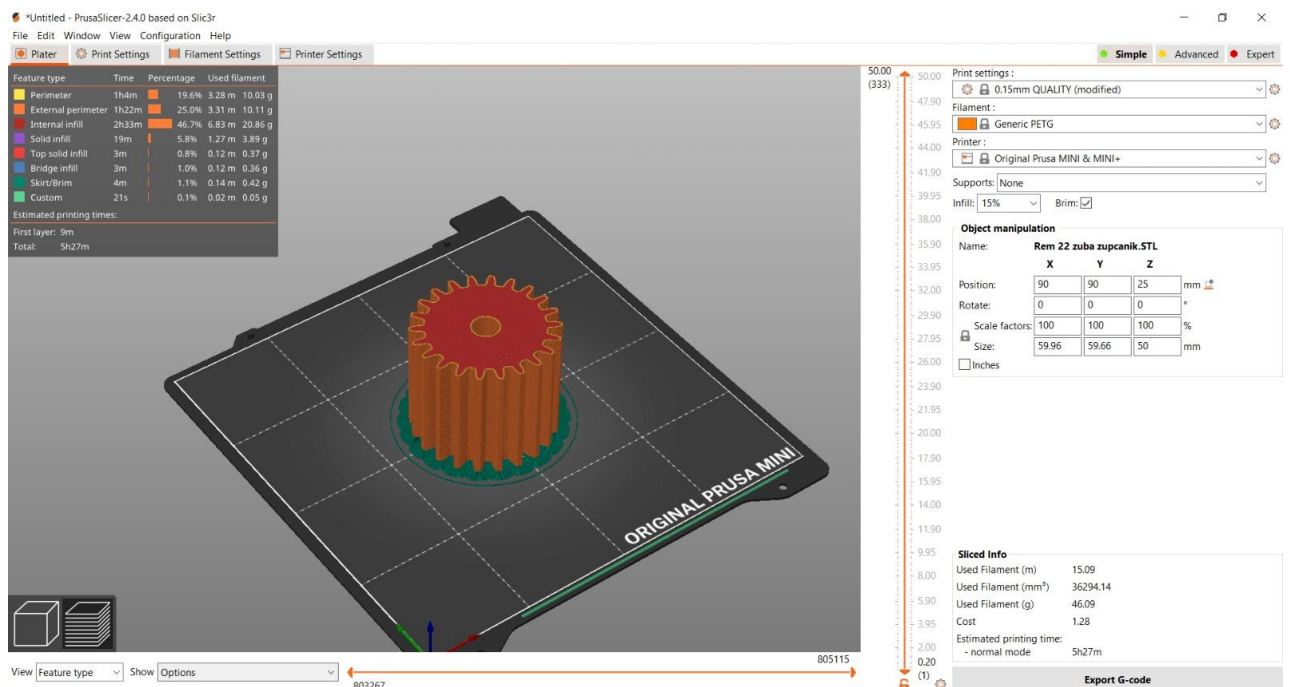 *Untitled - PrusaSlicer-2.4.0 based on Slic3r
File Edit Window View Configuration Help
Plater Print Settings Filament Settings Printer Settings Simple Advanced Expert
Feature type Time Percentage Used filament
Perimeter 1h4m 19.6% 3.28 m 10.03 g
External perimeter 1h22m 25.0% 3.31 m 10.11 g
Internal infill 2h33m 46.7% 6.83 m 20.86 g
Solid infill 19m 5.8% 1.27 m 3.89 g
Top solid infill 3m 0.8% 0.12 m 0.37 g
Bridge infill 3m 1.0% 0.12 m 0.36 g
Skirt/Brim 4m 1.1% 0.14 m 0.42 g
Custom 21s 0.1% 0.02 m 0.05 g
Estimated printing times:
First layer: 9m
Total: 5h27m
ORIGINAL PRUSA MINI
50.00
(333)
50.00
47.90
45.95
44.00
41.90
39.95
38.00
35.90
33.95
32.00
29.90
27.95
26.00
23.90
21.95
20.00
17.90
15.95
14.00
11.90
9.95
8.00
5.90
3.95
2.00
0.20
(1)
Print settings :
0.15mm QUALITY (modified)
Filament :
Generic PETG
Printer :
Original Prusa MINI & MINI+
Supports: None
Infill: 15% Brim:
Object manipulation
Name: Rem 22 zuba zupcanik.STL
X Y Z
Position: 90 90 25 mm
Rotate: 0 0 0 °
Scale factors: 100 100 100 %
Size: 59.96 59.66 50 mm
Inches
Sliced Info
Used Filament (m) 15.09
Used Filament (mm³) 36294.14
Used Filament (g) 46.09
Cost 1.28
Estimated printing time:
- normal mode 5h27m
Export G-code
View Feature type Show Options
805115
803267